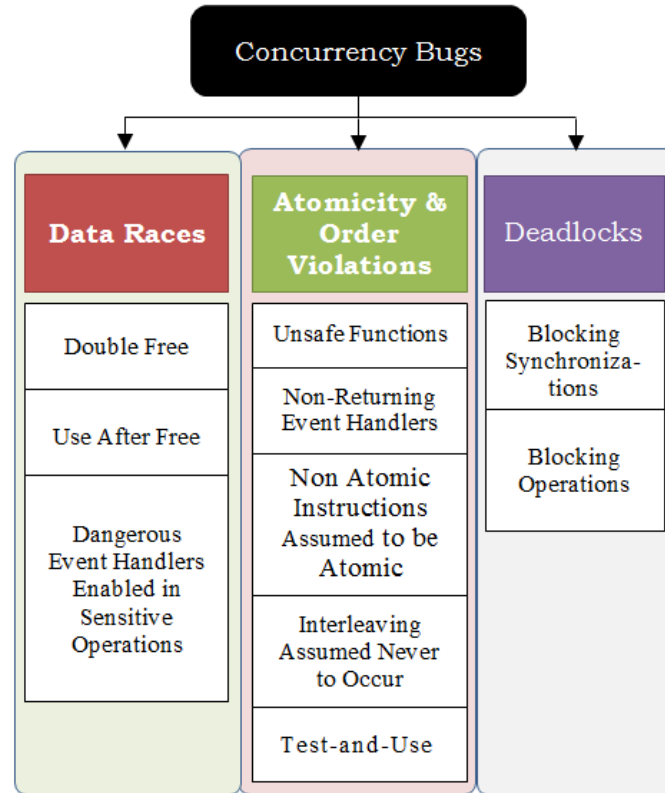 Concurrency Bugs
Data Races
Double Free
Use After Free
Dangerous
Event Handlers
Enabled in
Sensitive
Operations
Atomicity &
Order
Violations
Unsafe Functions
Non-Returning
Event Handlers
Non Atomic
Instructions
Assumed to be
Atomic
Interleaving
Assumed Never
to Occur
Test-and-Use
Deadlocks
Blocking
Synchroniza-
tions
Blocking
Operations